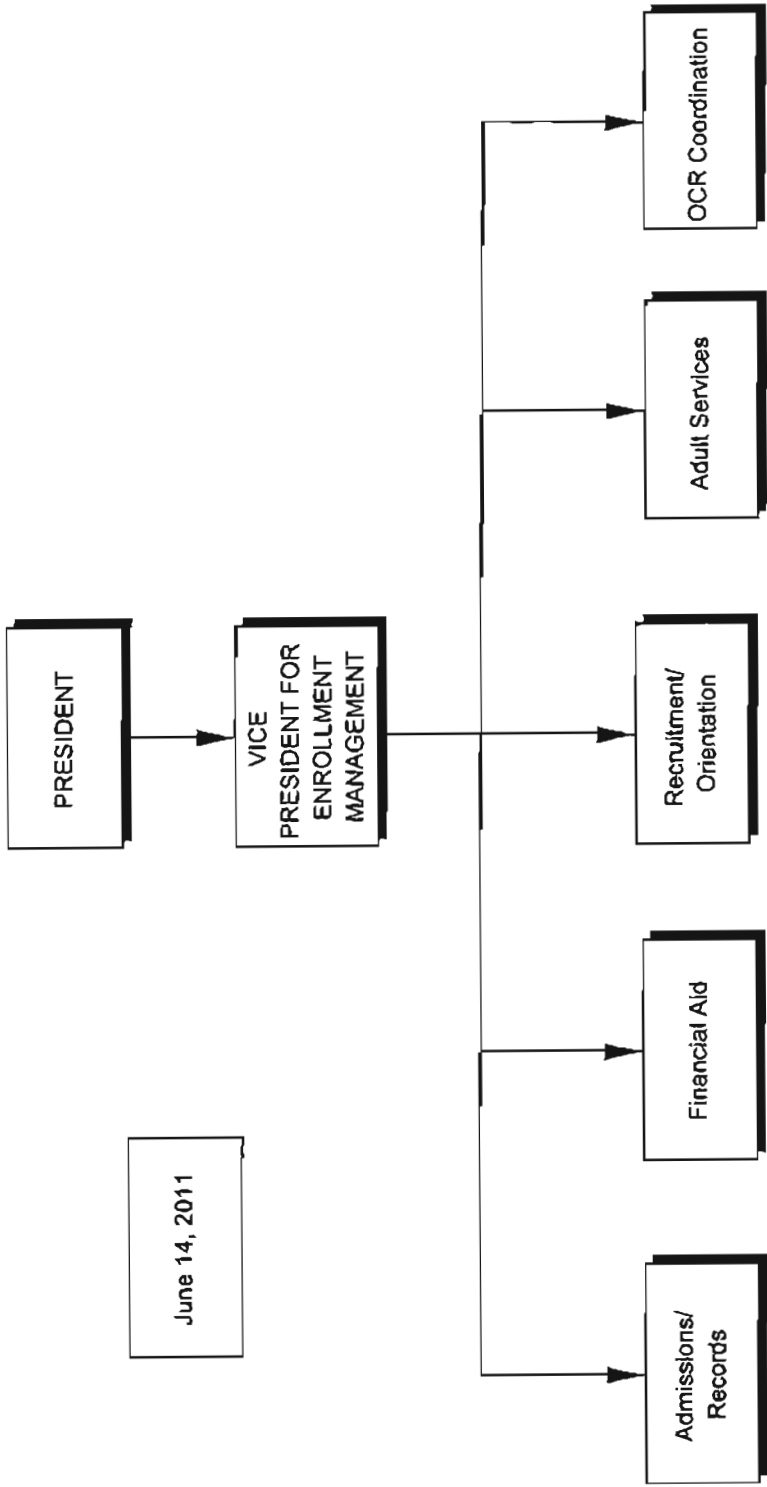 June 14, 2011
PRESIDENT
VICE
PRESIDENT FOR
ENROLLMENT
MANAGEMENT
Admissions/
Records
Financial Aid
Recruitment/
Orientation
Adult Services
OCR Coordination